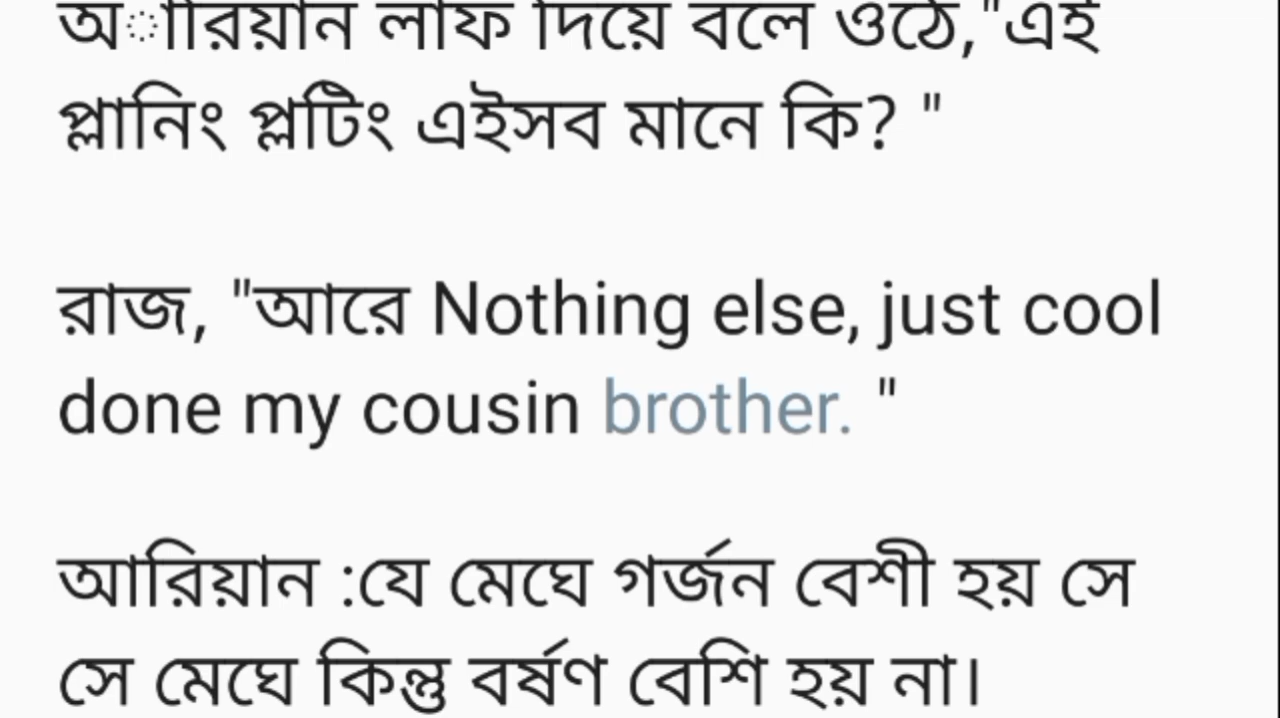 অারিয়ান লাফ দিয়ে বলে ওঠে,"এই
প্লানিং প্লটিং এইসব মানে কি? "
রাজ, "আরে Nothing else, just cool
done my cousin brother. "
আরিয়ান :যে মেঘে গর্জন বেশী হয় সে
সে মেঘে কিন্তু বর্ষণ বেশি হয় না।